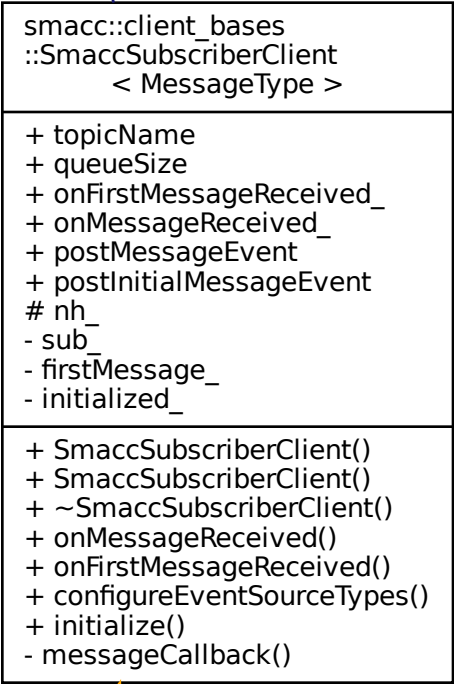 smacc::client_bases
::SmaccSubscriberClient
< MessageType >
+ topicName
+ queueSize
+ onFirstMessageReceived_
+ onMessageReceived_
+ postMessageEvent
+ postInitialMessageEvent
# nh_
- sub_
- firstMessage_
- initialized_
+ SmaccSubscriberClient()
+ SmaccSubscriberClient()
+ ~SmaccSubscriberClient()
+ onMessageReceived()
+ onFirstMessageReceived()
+ configureEventSourceTypes()
+ initialize()
- messageCallback()